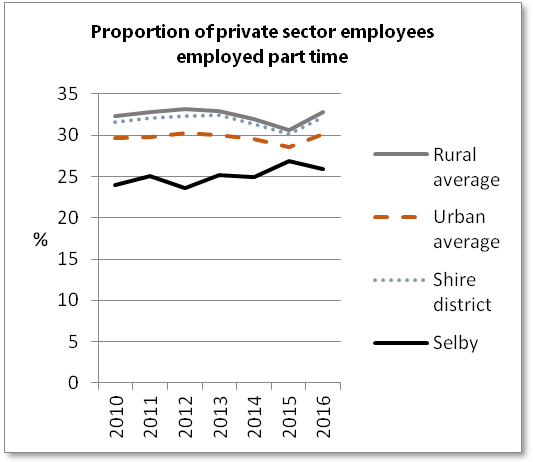 Proportion of private sector employees
employed part time
35
30
25
20
15
10
5
0
%
2010
2011
2012
2013
2014
2015
2016
Rural
average
Urban
average
Shire
district
Selby